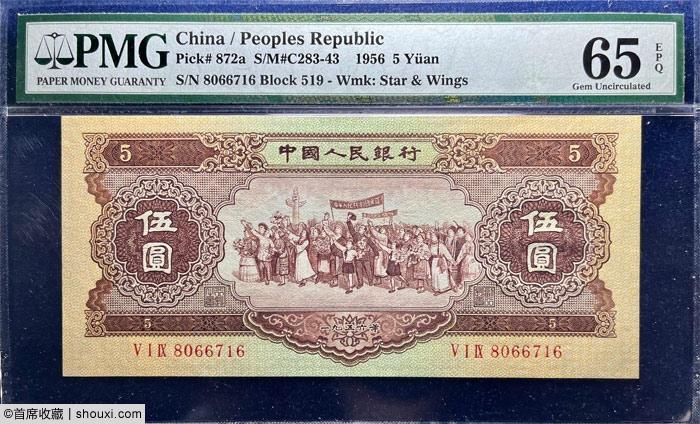 PMG
PAPER MONEY GUARANTY
China / Peoples Republic
Pick# 872a S/M#C283-43 1956 5 Yüan
S/N 8066716 Block 519 - Wmk: Star & Wings
65 EPQ
Gem Uncirculated
5 中國人民銀行 5
伍圓 伍圓
5 一九五六年 5
V I Ⅸ 8066716 V I Ⅸ 8066716
©首席收藏 | shouxi.com